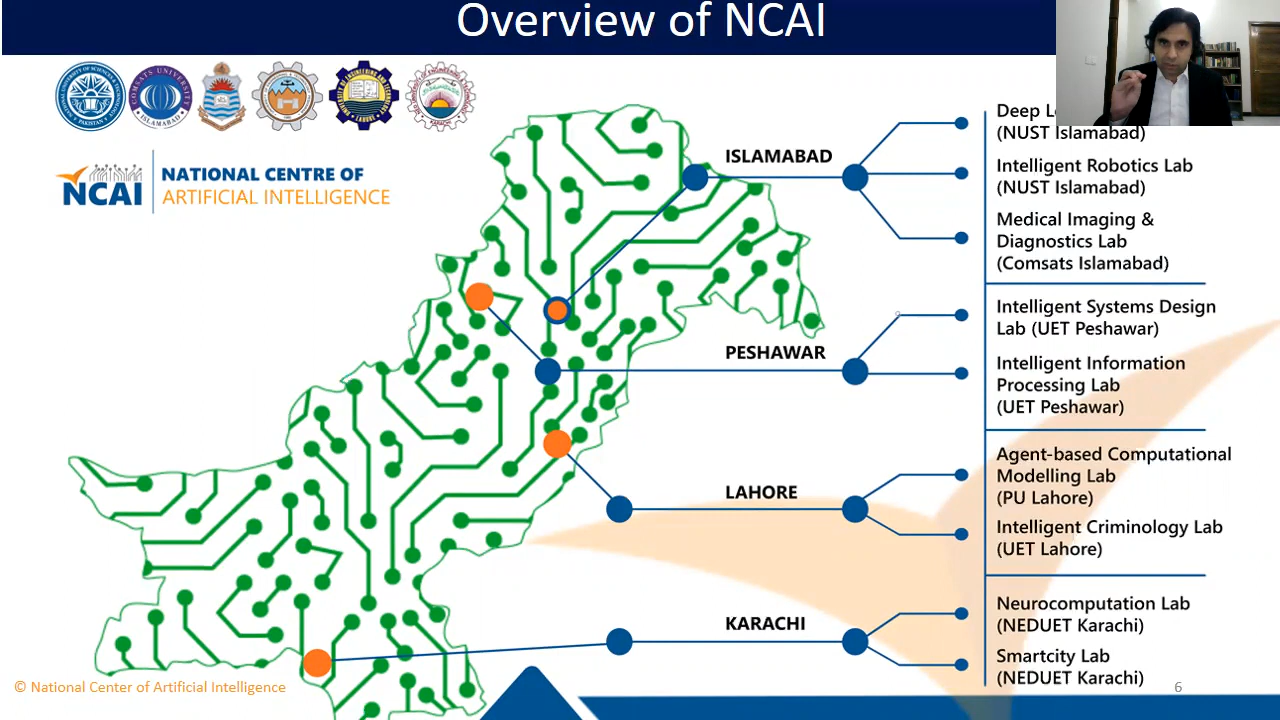 Overview of NCAI
NCAI
NATIONAL CENTRE OF
ARTIFICIAL INTELLIGENCE
ISLAMABAD
Deep
(NUST Islamabad)
Intelligent Robotics Lab
(NUST Islamabad)
Medical Imaging &
Diagnostics Lab
(Comsats Islamabad)
PESHAWAR
Intelligent Systems Design
Lab (UET Peshawar)
Intelligent Information
Processing Lab
(UET Peshawar)
LAHORE
Agent-based Computational
Modelling Lab
(PU Lahore)
Intelligent Criminology Lab
(UET Lahore)
KARACHI
Neurocomputation Lab
(NEDUET Karachi)
Smartcity Lab
(NEDUET Karachi)
© National Center of Artificial Intelligence
6